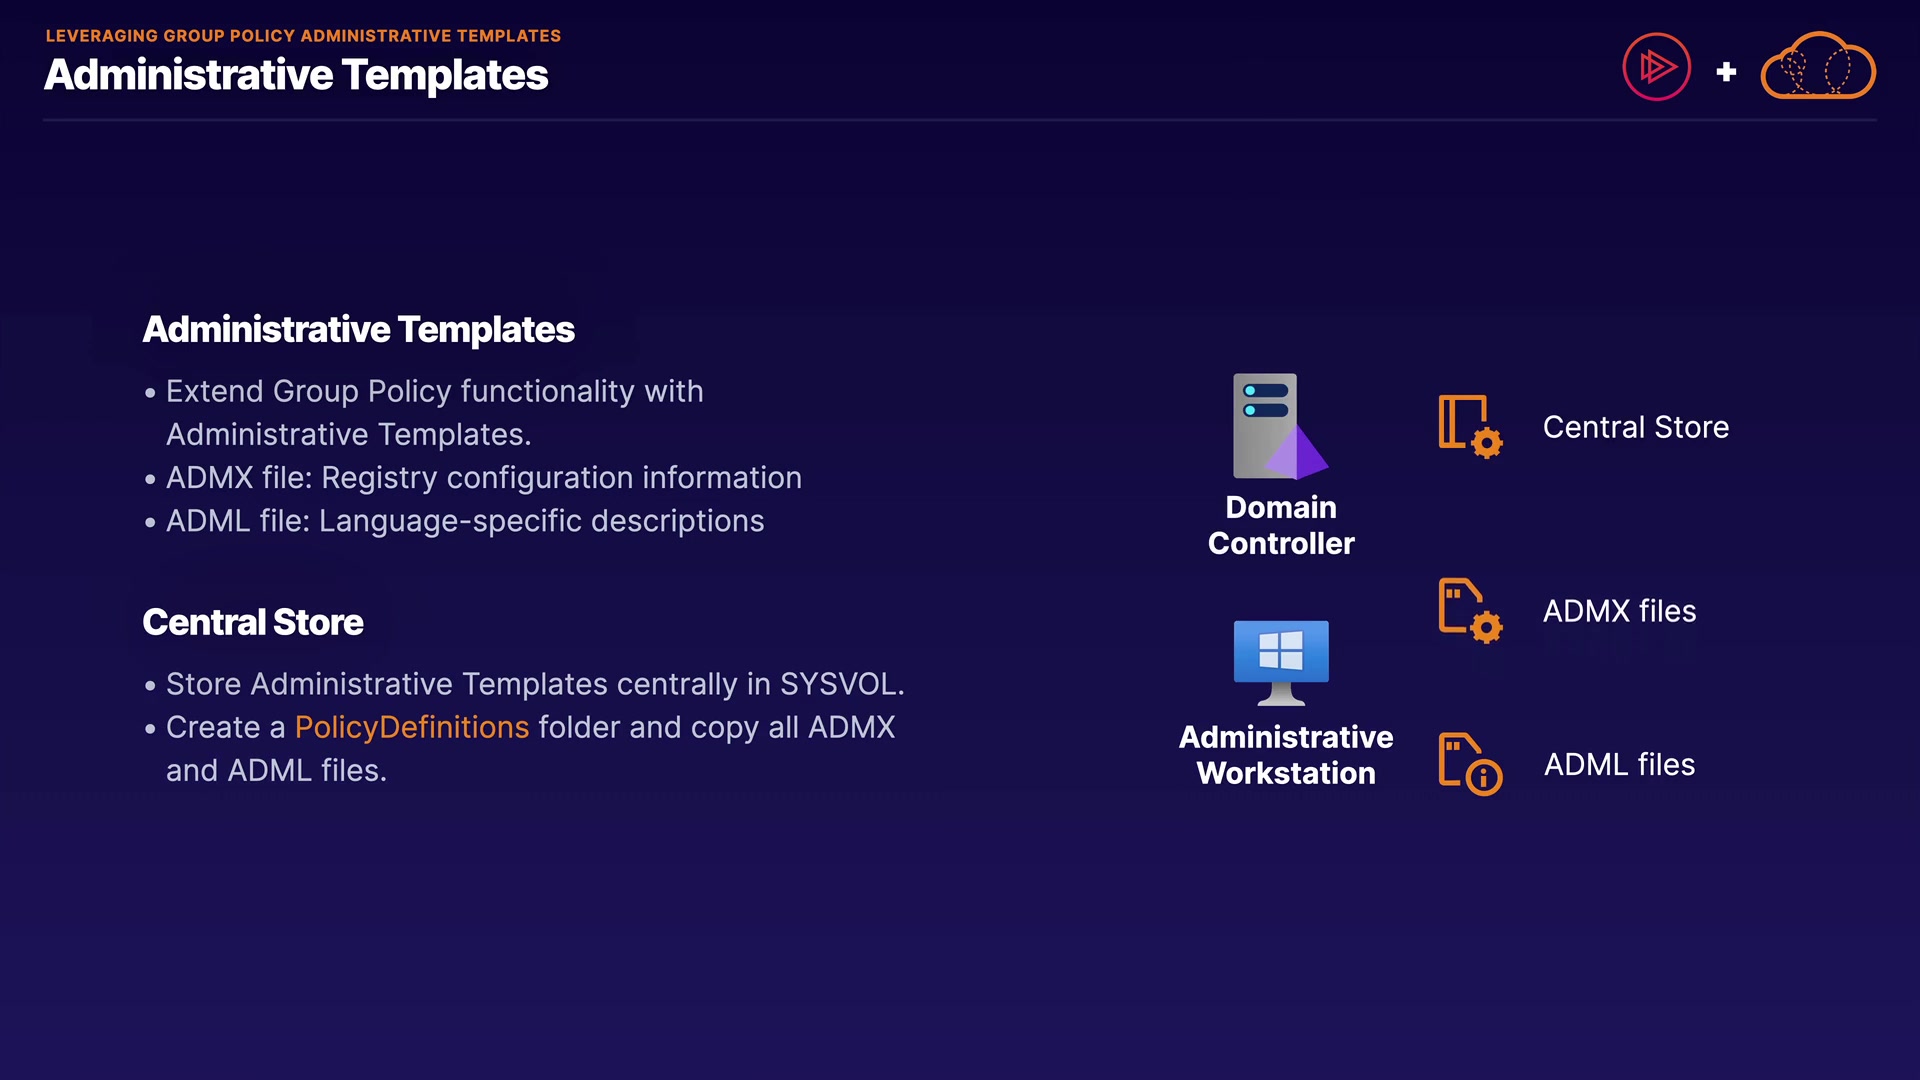 LEVERAGING GROUP POLICY ADMINISTRATIVE TEMPLATES
Administrative Templates
Administrative Templates
• Extend Group Policy functionality with
Administrative Templates.
• ADMX file: Registry configuration information
• ADML file: Language-specific descriptions
Central Store
• Store Administrative Templates centrally in SYSVOL.
• Create a PolicyDefinitions folder and copy all ADMX
and ADML files.
Domain
Controller
Central Store
Administrative
Workstation
ADMX files
ADML files